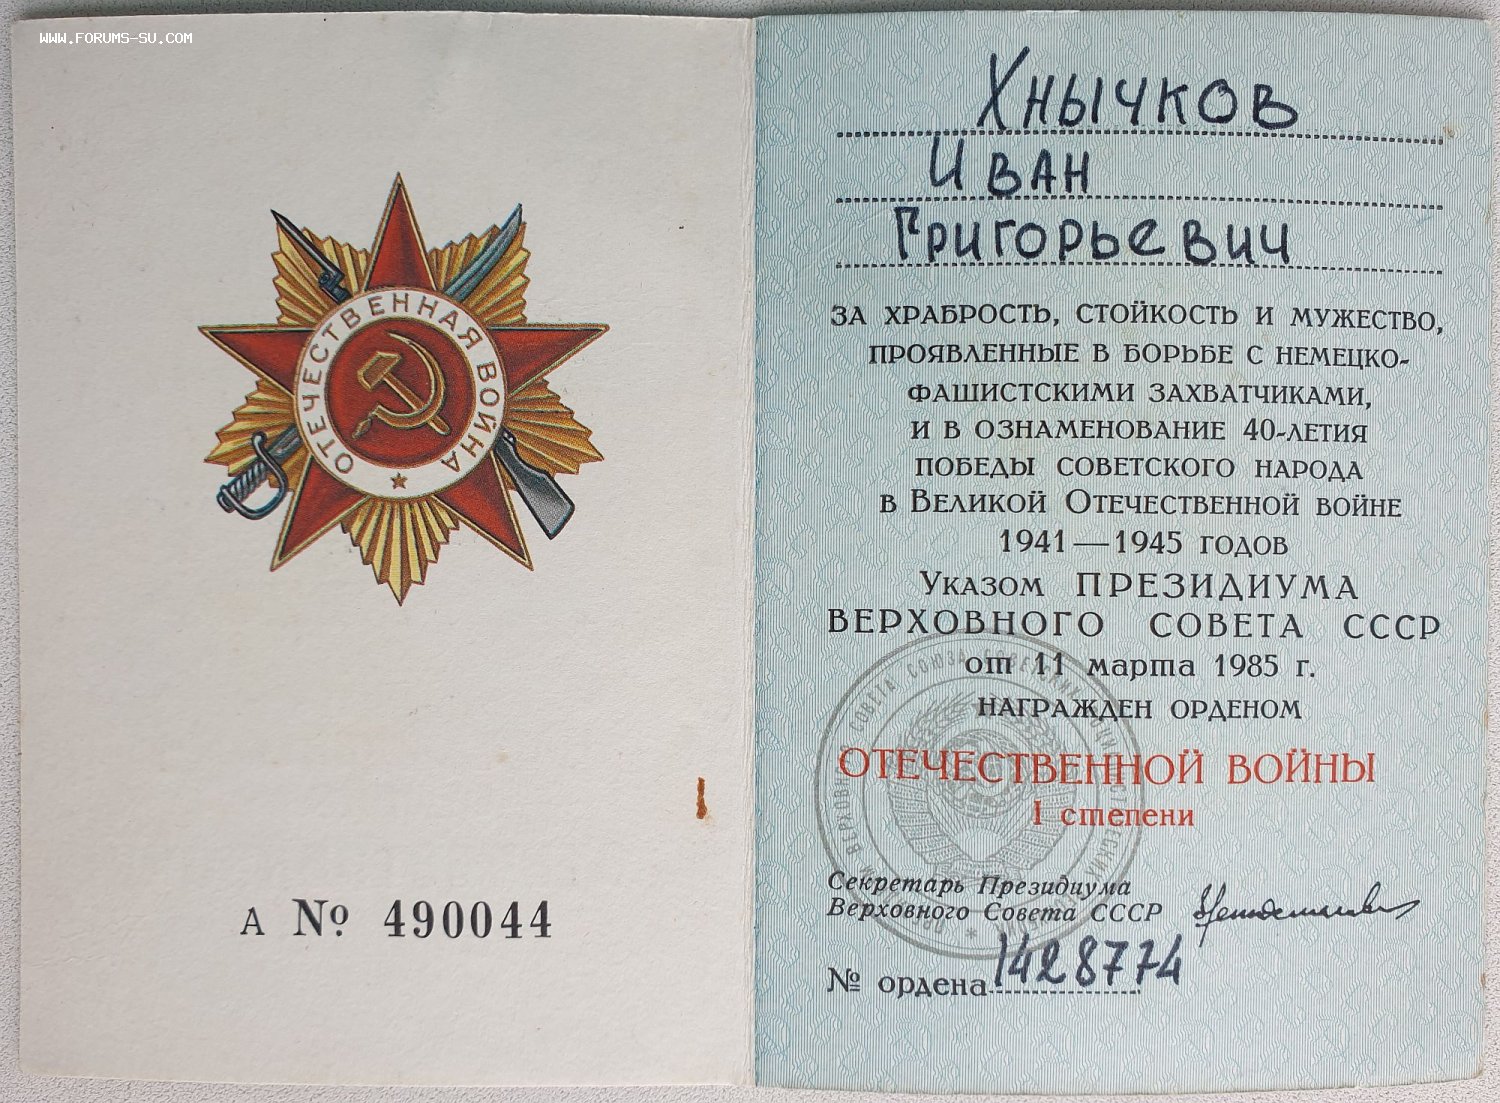 WWW.FORUMS-SU.COM
ОТЕЧЕСТВЕННАЯ ВОЙНА
А № 490044
Хнычков
Иван
Григорьевич
ЗА ХРАБРОСТЬ, СТОЙКОСТЬ И МУЖЕСТВО,
ПРОЯВЛЕННЫЕ В БОРЬБЕ С НЕМЕЦКО-
ФАШИСТСКИМИ ЗАХВАТЧИКАМИ,
И В ОЗНАМЕНОВАНИЕ 40-ЛЕТИЯ
ПОБЕДЫ СОВЕТСКОГО НАРОДА
В ВЕЛИКОЙ ОТЕЧЕСТВЕННОЙ ВОЙНЕ
1941—1945 ГОДОВ
УКАЗОМ ПРЕЗИДИУМА
ВЕРХОВНОГО СОВЕТА СССР
от 11 марта 1985 г.
НАГРАЖДЕН ОРДЕНОМ
ОТЕЧЕСТВЕННОЙ ВОЙНЫ
I степени
Секретарь Президиума
Верховного Совета СССР
№ ордена 1428774